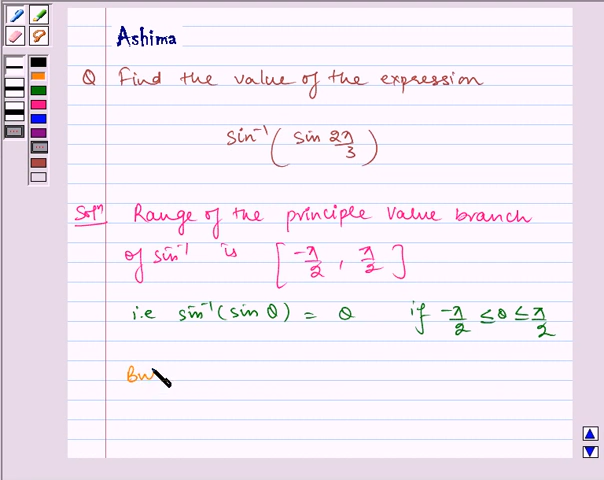 Ashima
Q Find the value of the expression
sin⁻¹ ( sin 2π/3 )
Solⁿ Range of the principle value branch
of sin⁻¹ is [ -π/2 , π/2 ]
i.e sin⁻¹ (sin θ) = θ if -π/2 ≤ θ ≤ π/2
Bu